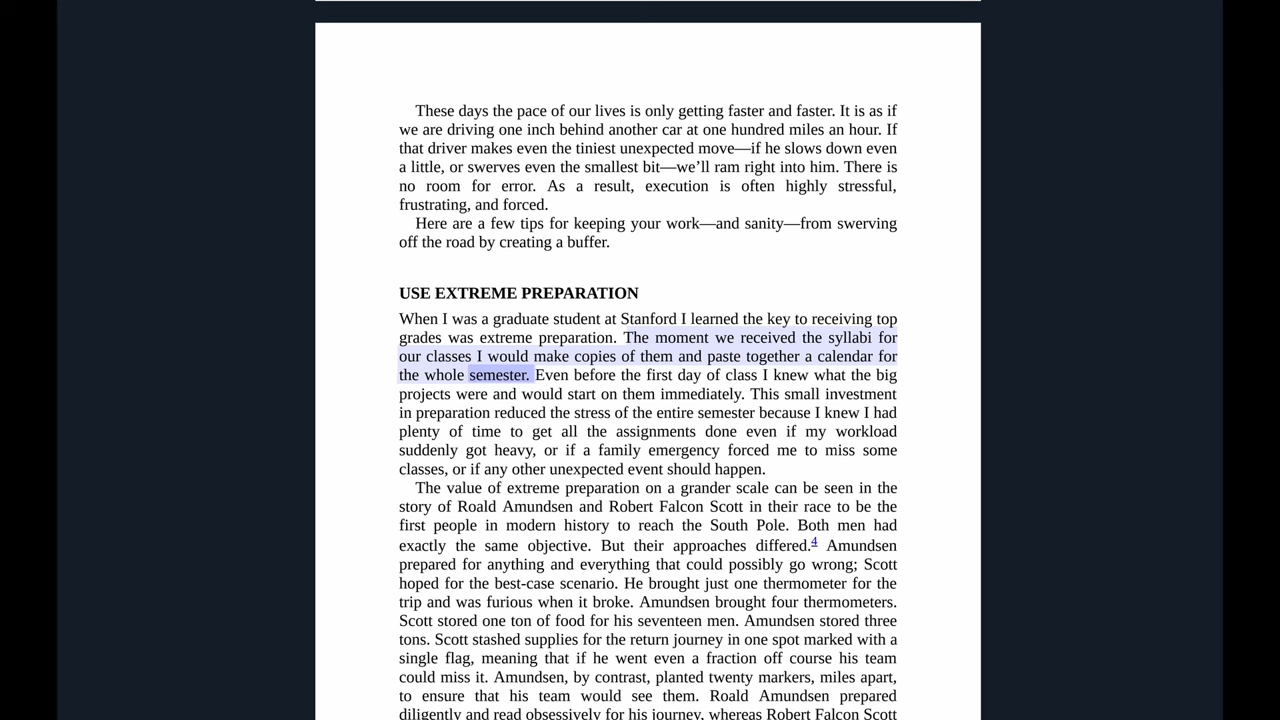 These days the pace of our lives is only getting faster and faster. It is as if
we are driving one inch behind another car at one hundred miles an hour. If
that driver makes even the tiniest unexpected move—if he slows down even
a little, or swerves even the smallest bit—we’ll ram right into him. There is
no room for error. As a result, execution is often highly stressful,
frustrating, and forced.
Here are a few tips for keeping your work—and sanity—from swerving
off the road by creating a buffer.
USE EXTREME PREPARATION
When I was a graduate student at Stanford I learned the key to receiving top
grades was extreme preparation. The moment we received the syllabi for
our classes I would make copies of them and paste together a calendar for
the whole semester. Even before the first day of class I knew what the big
projects were and would start on them immediately. This small investment
in preparation reduced the stress of the entire semester because I knew I had
plenty of time to get all the assignments done even if my workload
suddenly got heavy, or if a family emergency forced me to miss some
classes, or if any other unexpected event should happen.
The value of extreme preparation on a grander scale can be seen in the
story of Roald Amundsen and Robert Falcon Scott in their race to be the
first people in modern history to reach the South Pole. Both men had
exactly the same objective. But their approaches differed.4 Amundsen
prepared for anything and everything that could possibly go wrong; Scott
hoped for the best-case scenario. He brought just one thermometer for the
trip and was furious when it broke. Amundsen brought four thermometers.
Scott stored one ton of food for his seventeen men. Amundsen stored three
tons. Scott stashed supplies for the return journey in one spot marked with a
single flag, meaning that if he went even a fraction off course his team
could miss it. Amundsen, by contrast, planted twenty markers, miles apart,
to ensure that his team would see them. Roald Amundsen prepared
diligently and read obsessively for his journey, whereas Robert Falcon Scott